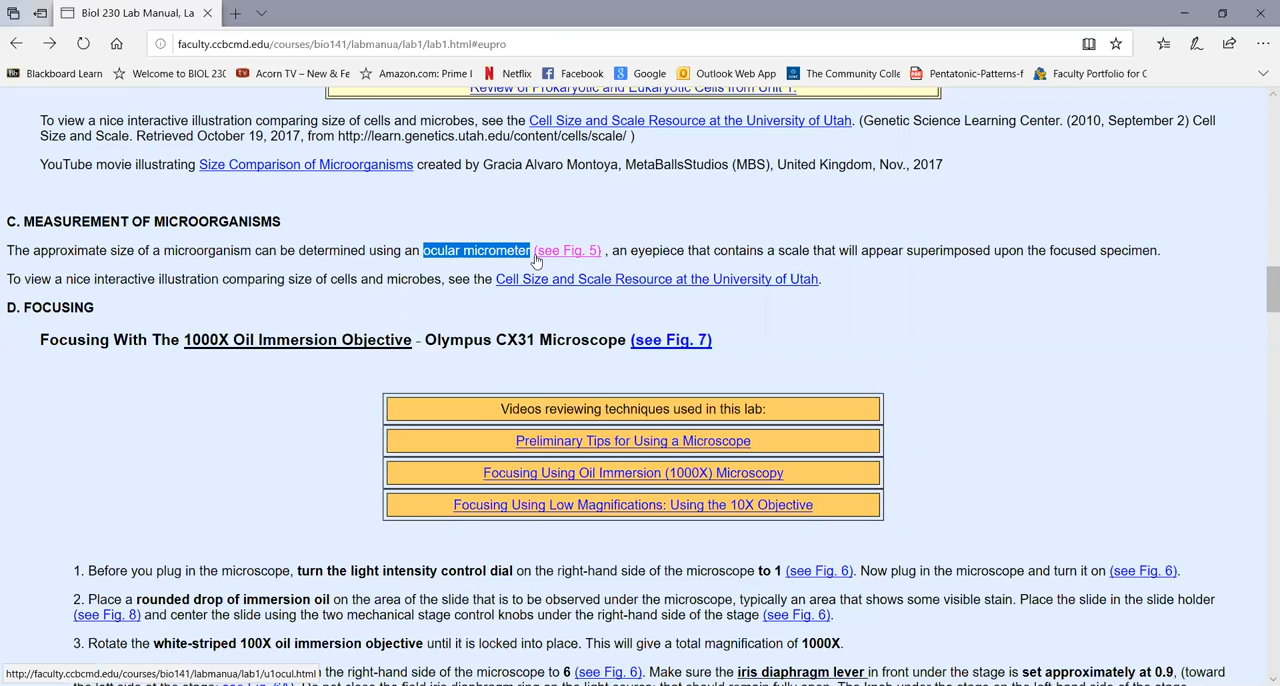 Biol 230 Lab Manual, La
faculty.ccbcmd.edu/courses/bio141/labmanua/lab1/lab1.html#eupro
Blackboard Learn Welcome to BIOL 230 Acorn TV – New & Fe Amazon.com: Prime I Netflix Facebook Google Outlook Web App The Community Colle Pentatonic-Patterns-f Faculty Portfolio for C
Review of Prokaryotic and Eukaryotic Cells from Unit 1.
To view a nice interactive illustration comparing size of cells and microbes, see the Cell Size and Scale Resource at the University of Utah. (Genetic Science Learning Center. (2010, September 2) Cell
Size and Scale. Retrieved October 19, 2017, from http://learn.genetics.utah.edu/content/cells/scale/ )
YouTube movie illustrating Size Comparison of Microorganisms created by Gracia Alvaro Montoya, MetaBallsStudios (MBS), United Kingdom, Nov., 2017
C. MEASUREMENT OF MICROORGANISMS
The approximate size of a microorganism can be determined using an ocular micrometer (see Fig. 5) , an eyepiece that contains a scale that will appear superimposed upon the focused specimen.
To view a nice interactive illustration comparing size of cells and microbes, see the Cell Size and Scale Resource at the University of Utah.
D. FOCUSING
Focusing With The 1000X Oil Immersion Objective - Olympus CX31 Microscope (see Fig. 7)
Videos reviewing techniques used in this lab:
Preliminary Tips for Using a Microscope
Focusing Using Oil Immersion (1000X) Microscopy
Focusing Using Low Magnifications: Using the 10X Objective
1. Before you plug in the microscope, turn the light intensity control dial on the right-hand side of the microscope to 1 (see Fig. 6). Now plug in the microscope and turn it on (see Fig. 6).
2. Place a rounded drop of immersion oil on the area of the slide that is to be observed under the microscope, typically an area that shows some visible stain. Place the slide in the slide holder
(see Fig. 8) and center the slide using the two mechanical stage control knobs under the right-hand side of the stage (see Fig. 6).
3. Rotate the white-striped 100X oil immersion objective until it is locked into place. This will give a total magnification of 1000X.
http://faculty.ccbcmd.edu/courses/bio141/labmanua/lab1/u1ocul.html the right-hand side of the microscope to 6 (see Fig. 6). Make sure the iris diaphragm lever in front under the stage is set approximately at 0.9, (toward